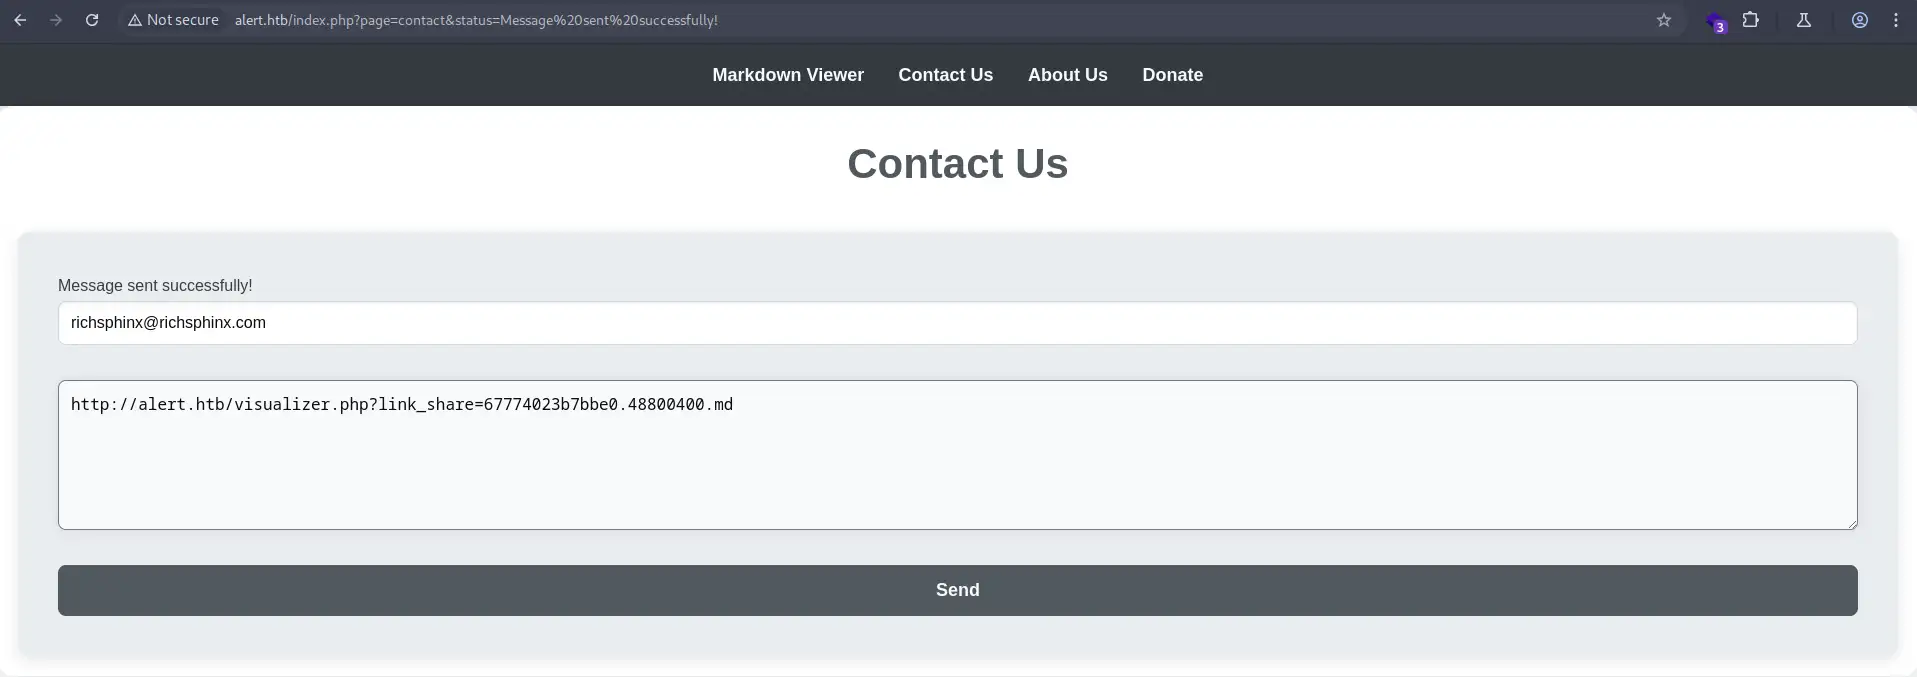 Not secure alert.htb/index.php?page=contact&status=Message%20sent%20successfully!
3
Markdown Viewer Contact Us About Us Donate
Contact Us
Message sent successfully!
richsphinx@richsphinx.com
http://alert.htb/visualizer.php?link_share=67774023b7bbe0.48800400.md
Send